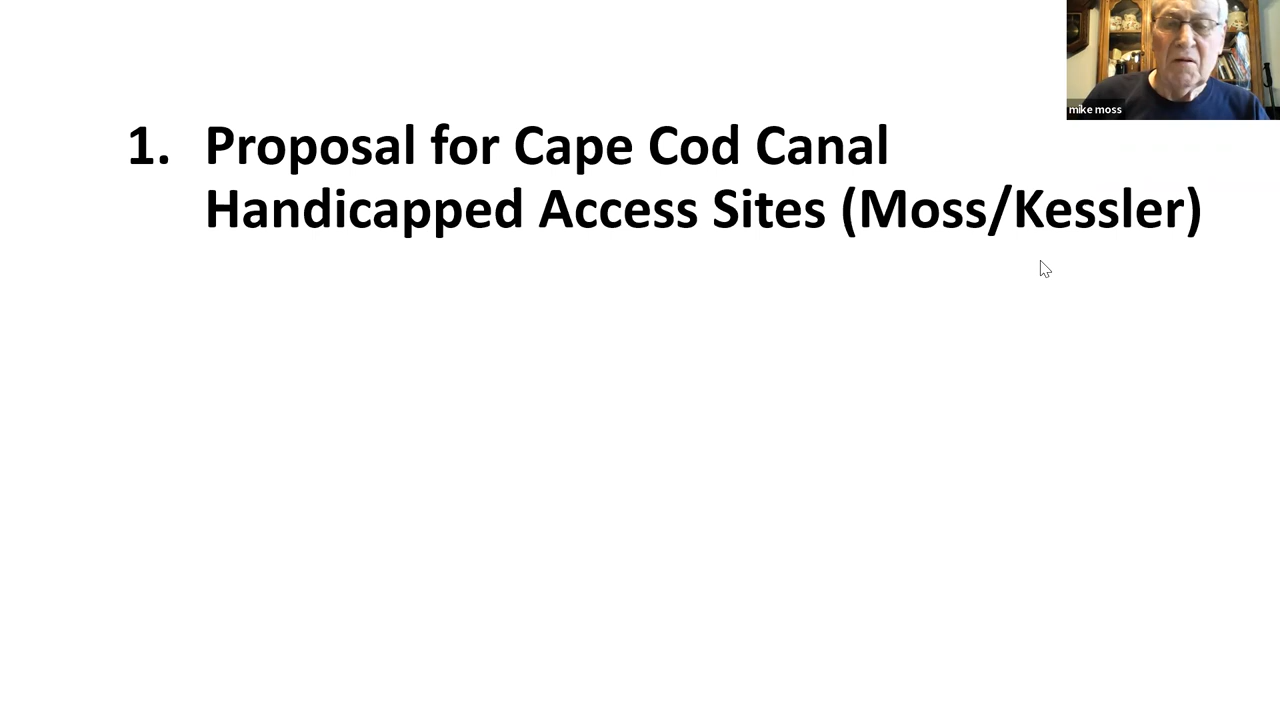 1. Proposal for Cape Cod Canal
Handicapped Access Sites (Moss/Kessler)
mike moss